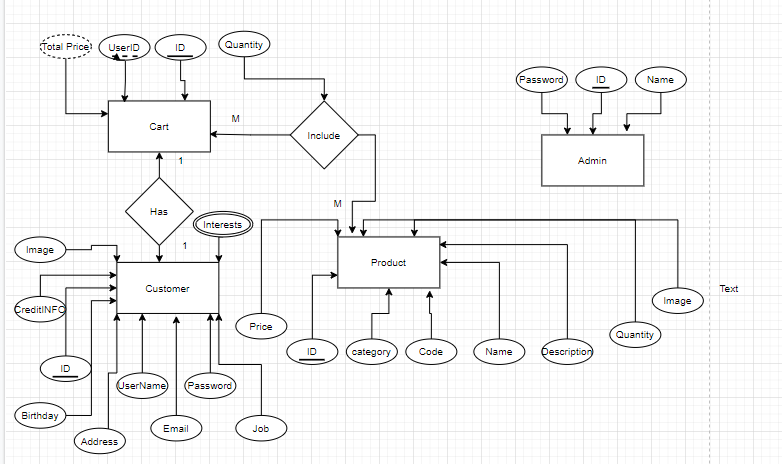 Total Price
UserID
ID
Quantity
Password
ID
Name
Cart
M
Include
Admin
1
M
Has
Interests
1
Image
Customer
Product
Text
CreditINFO
Price
Image
Quantity
ID
category
Code
Name
Description
ID
UserName
Password
Birthday
Address
Email
Job